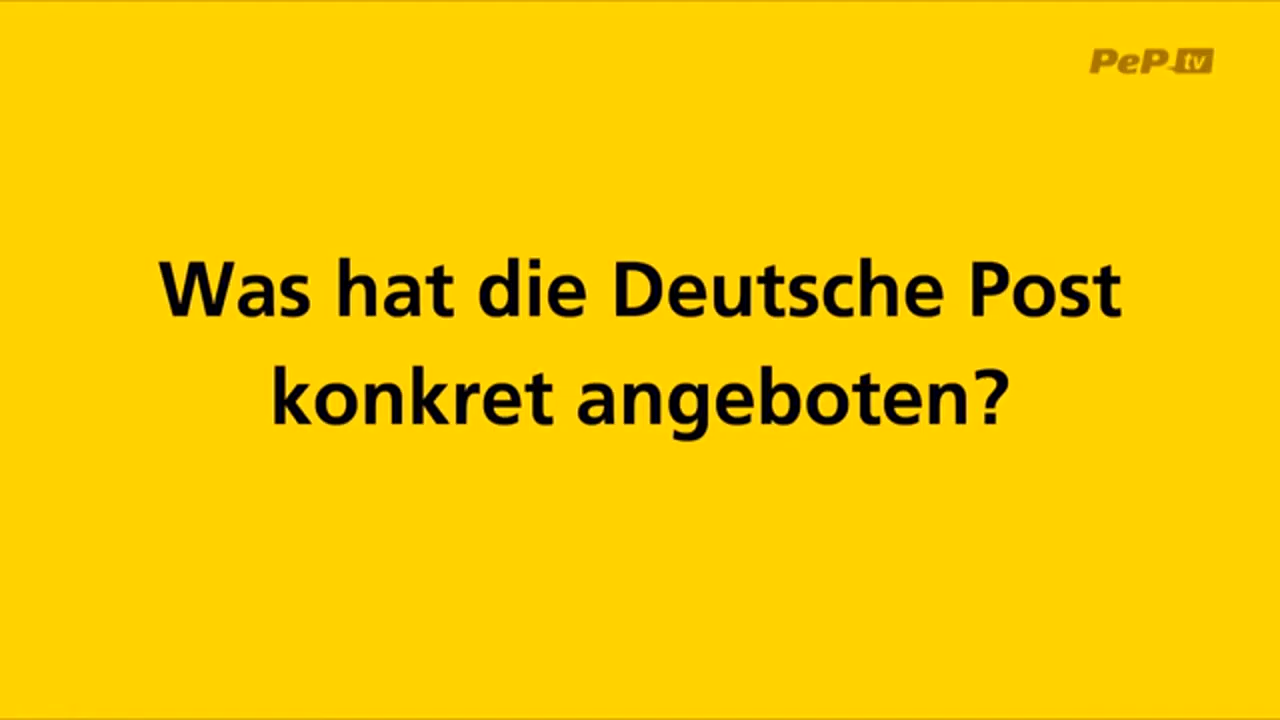 PeP tv
Was hat die Deutsche Post
konkret angeboten?